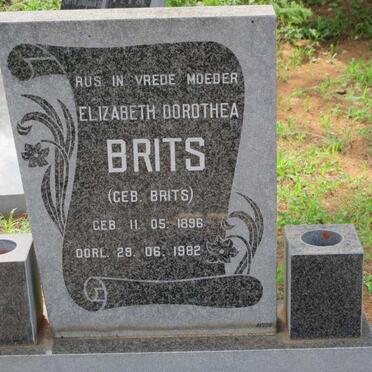 RUS IN VREDE MOEDER
ELIZABETH DOROTHEA
BRITS
(GEB. BRITS)
GEB. 11. 05. 1896
OORL. 29. 06. 1982